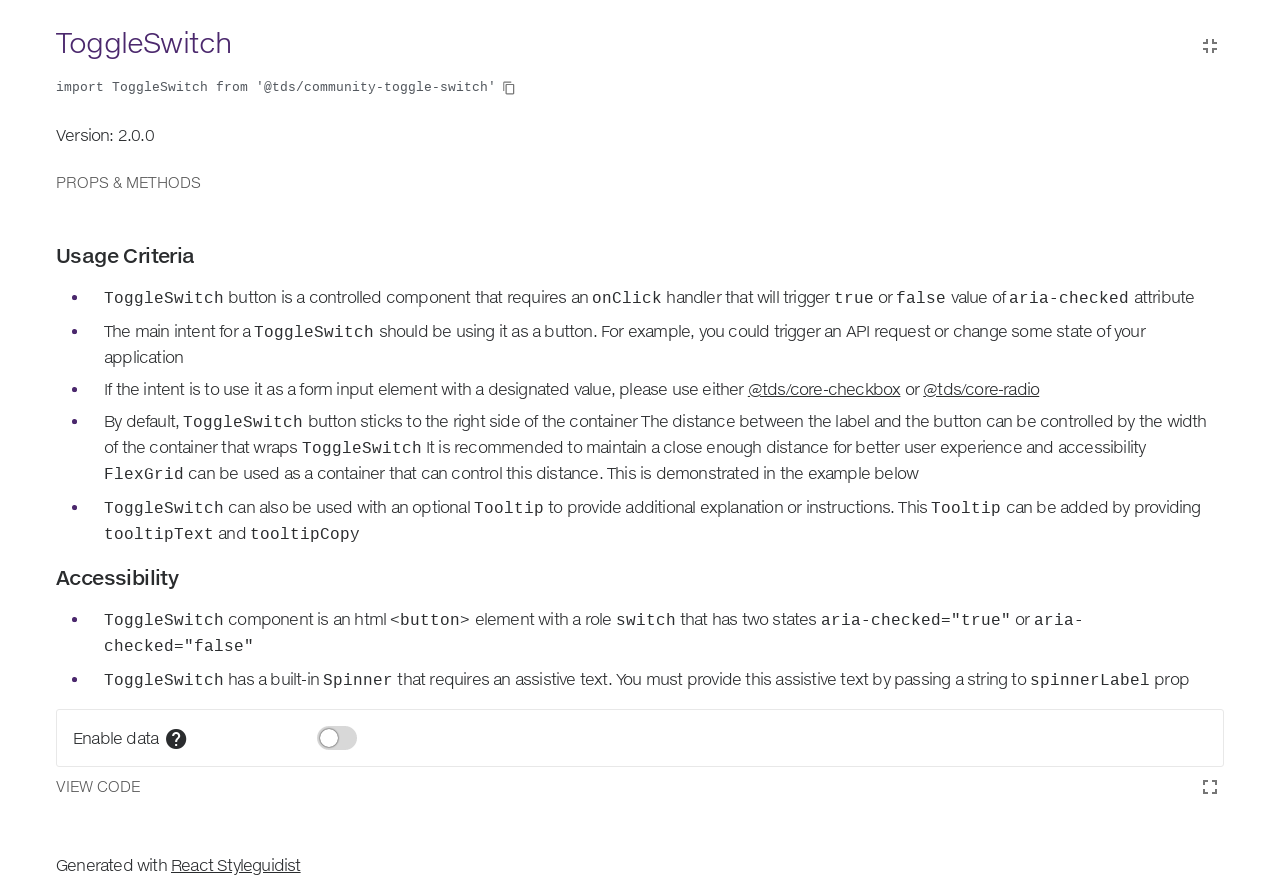 ToggleSwitch
import ToggleSwitch from '@tds/community-toggle-switch'
Version: 2.0.0
PROPS & METHODS
Usage Criteria
ToggleSwitch button is a controlled component that requires an onClick handler that will trigger true or false value of aria-checked attribute
The main intent for a ToggleSwitch should be using it as a button. For example, you could trigger an API request or change some state of your
application
If the intent is to use it as a form input element with a designated value, please use either @tds/core-checkbox or @tds/core-radio
By default, ToggleSwitch button sticks to the right side of the container The distance between the label and the button can be controlled by the width
of the container that wraps ToggleSwitch It is recommended to maintain a close enough distance for better user experience and accessibility
FlexGrid can be used as a container that can control this distance. This is demonstrated in the example below
ToggleSwitch can also be used with an optional Tooltip to provide additional explanation or instructions. This Tooltip can be added by providing
tooltipText and tooltipCopy
Accessibility
ToggleSwitch component is an html <button> element with a role switch that has two states aria-checked="true" or aria-
checked="false"
ToggleSwitch has a built-in Spinner that requires an assistive text. You must provide this assistive text by passing a string to spinnerLabel prop
Enable data ?
VIEW CODE
Generated with React Styleguidist